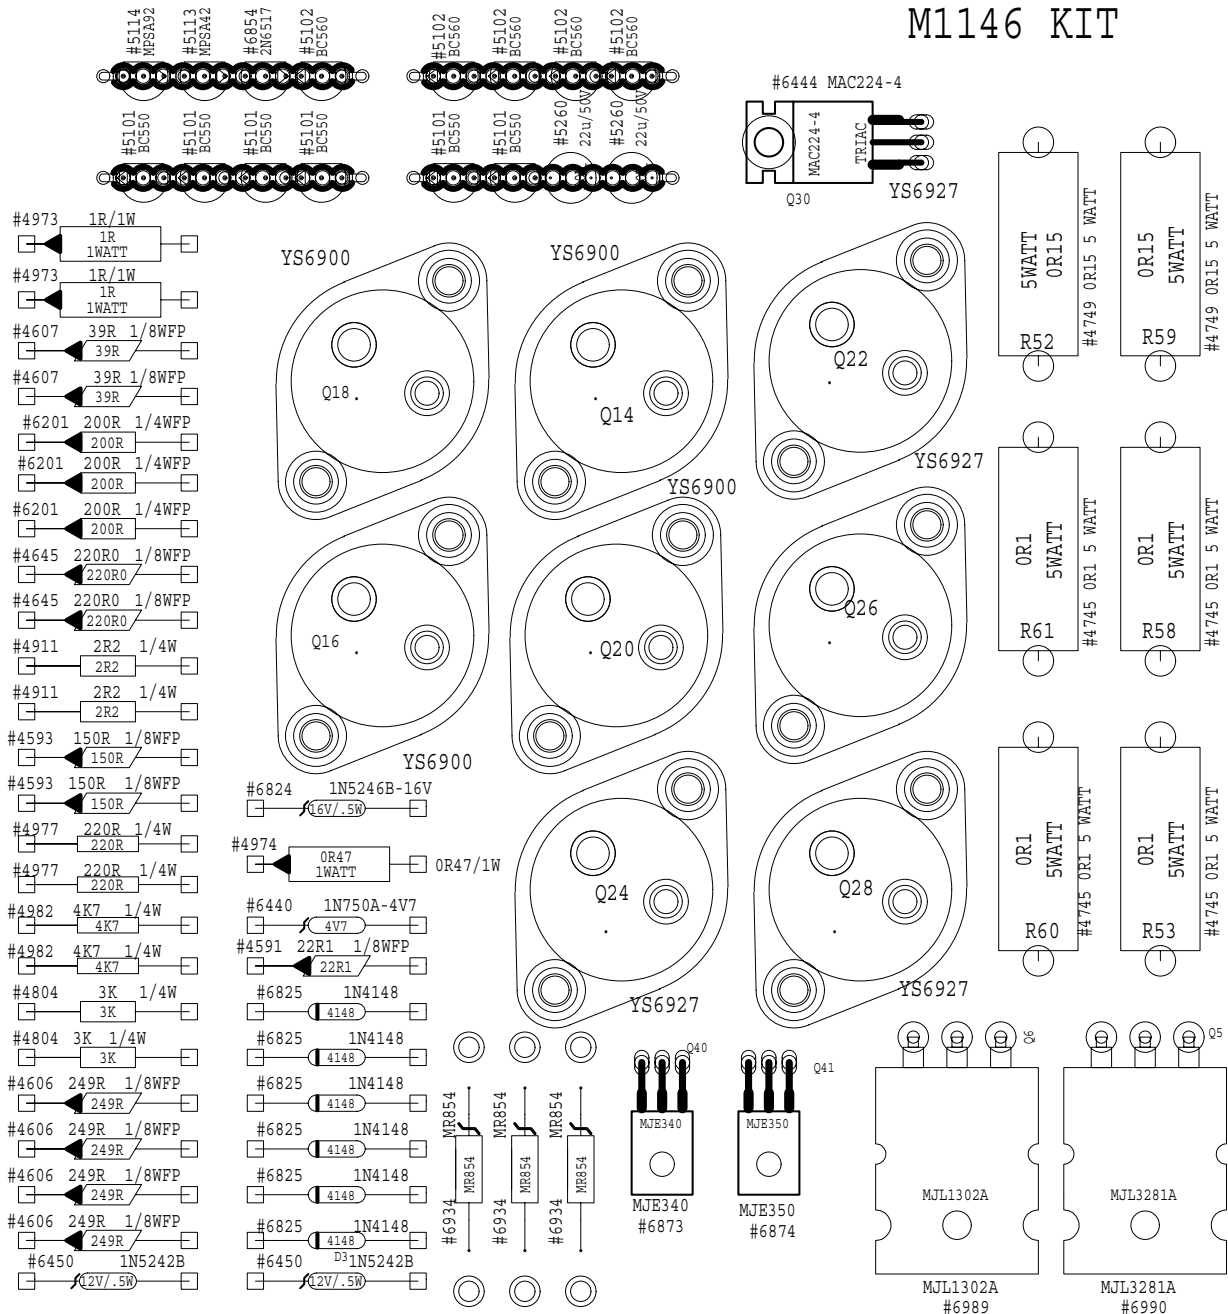 M1146 KIT
#5114
MPSA92
#5113
MPSA42
#6854
2N6517
#5102
BC560
#5102
BC560
#5102
BC560
#5102
BC560
#5102
BC560
#5101
BC550
#5101
BC550
#5101
BC550
#5101
BC550
#5101
BC550
#5101
BC550
#5260
22u/50V
#5260
22u/50V
#6444 MAC224-4
MAC224-4
TRIAC
Q30
YS6927
#4973 1R/1W
1R
1WATT
#4973 1R/1W
1R
1WATT
#4607 39R 1/8WFP
39R
#4607 39R 1/8WFP
39R
#6201 200R 1/4WFP
200R
#6201 200R 1/4WFP
200R
#6201 200R 1/4WFP
200R
#4645 220R0 1/8WFP
220R0
#4645 220R0 1/8WFP
220R0
#4911 2R2 1/4W
2R2
#4911 2R2 1/4W
2R2
#4593 150R 1/8WFP
150R
#4593 150R 1/8WFP
150R
#4977 220R 1/4W
220R
#4977 220R 1/4W
220R
#4982 4K7 1/4W
4K7
#4982 4K7 1/4W
4K7
#4804 3K 1/4W
3K
#4804 3K 1/4W
3K
#4606 249R 1/8WFP
249R
#4606 249R 1/8WFP
249R
#4606 249R 1/8WFP
249R
#4606 249R 1/8WFP
249R
#6450 1N5242B
12V/.5W
YS6900
Q18
YS6900
Q14
Q22
YS6927
Q16
YS6900
YS6900
Q20
Q26
Q24
YS6927
Q28
YS6927
#6824 1N5246B-16V
16V/.5W
#4974
0R47
1WATT
0R47/1W
#6440 1N750A-4V7
4V7
#4591 22R1 1/8WFP
22R1
#6825 1N4148
4148
#6825 1N4148
4148
#6825 1N4148
4148
#6825 1N4148
4148
#6825 1N4148
4148
#6825 1N4148
4148
#6450 D3 1N5242B
12V/.5W
5WATT
0R15
R52
#4749 0R15 5 WATT
0R15
5WATT
R59
#4749 0R15 5 WATT
0R1
5WATT
R61
#4745 0R1 5 WATT
0R1
5WATT
R58
#4745 0R1 5 WATT
0R1
5WATT
R60
#4745 0R1 5 WATT
0R1
5WATT
R53
#4745 0R1 5 WATT
MR854
MR854
#6934
MR854
MR854
#6934
MR854
MR854
#6934
Q40
MJE340
MJE340
#6873
Q41
MJE350
MJE350
#6874
Q6
MJL1302A
MJL1302A
#6989
Q5
MJL3281A
MJL3281A
#6990